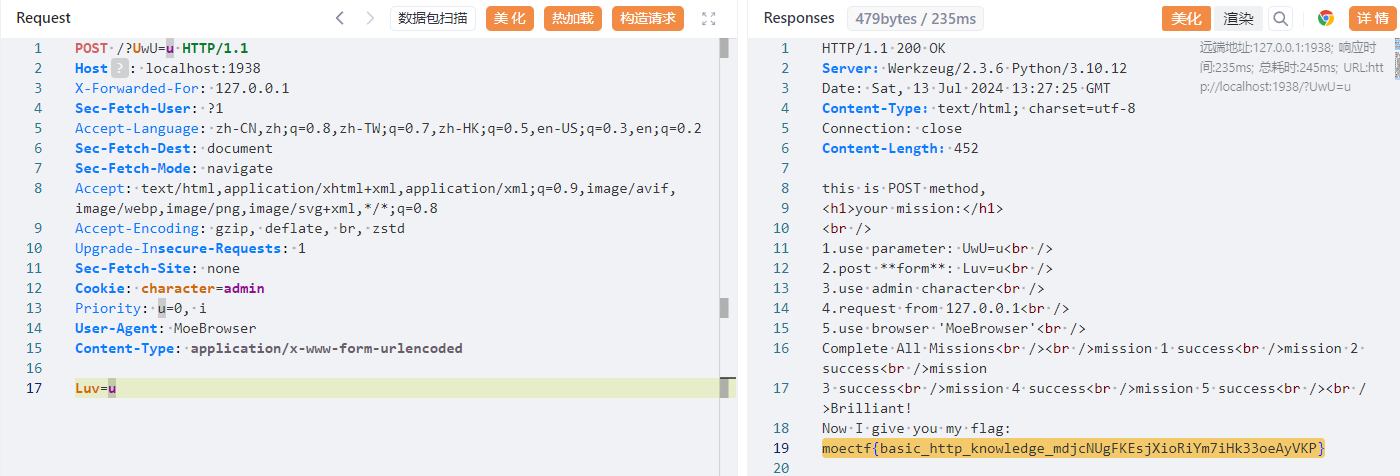 Request
数据包扫描
美化
热加载
构造请求
1 POST /?UwU=u HTTP/1.1
2 Host ? : localhost:1938
3 X-Forwarded-For: 127.0.0.1
4 Sec-Fetch-User: ?1
5 Accept-Language: zh-CN,zh;q=0.8,zh-TW;q=0.7,zh-HK;q=0.5,en-US;q=0.3,en;q=0.2
6 Sec-Fetch-Dest: document
7 Sec-Fetch-Mode: navigate
8 Accept: text/html,application/xhtml+xml,application/xml;q=0.9,image/avif,
image/webp,image/png,image/svg+xml,*/*;q=0.8
9 Accept-Encoding: gzip, deflate, br, zstd
10 Upgrade-Insecure-Requests: 1
11 Sec-Fetch-Site: none
12 Cookie: character=admin
13 Priority: u=0, i
14 User-Agent: MoeBrowser
15 Content-Type: application/x-www-form-urlencoded
16
17 Luv=u
Responses
479bytes / 235ms
美化
渲染
详情
远端地址:127.0.0.1:1938; 响应时
间:235ms; 总耗时:245ms; URL:htt
p://localhost:1938/?UwU=u
1 HTTP/1.1 200 OK
2 Server: Werkzeug/2.3.6 Python/3.10.12
3 Date: Sat, 13 Jul 2024 13:27:25 GMT
4 Content-Type: text/html; charset=utf-8
5 Connection: close
6 Content-Length: 452
7
8 this is POST method,
9 <h1>your mission:</h1>
10 <br />
11 1.use parameter: UwU=u<br />
12 2.post **form**: Luv=u<br />
13 3.use admin character<br />
14 4.request from 127.0.0.1<br />
15 5.use browser 'MoeBrowser'<br />
16 Complete All Missions<br /><br />mission 1 success<br />mission 2
success<br />mission
17 3 success<br />mission 4 success<br />mission 5 success<br /><br /
>Brilliant!
18 Now I give you my flag:
19 moectf{basic_http_knowledge_mdjcNUgFKEsjXioRiYm7iHk33oeAyVKP}
20